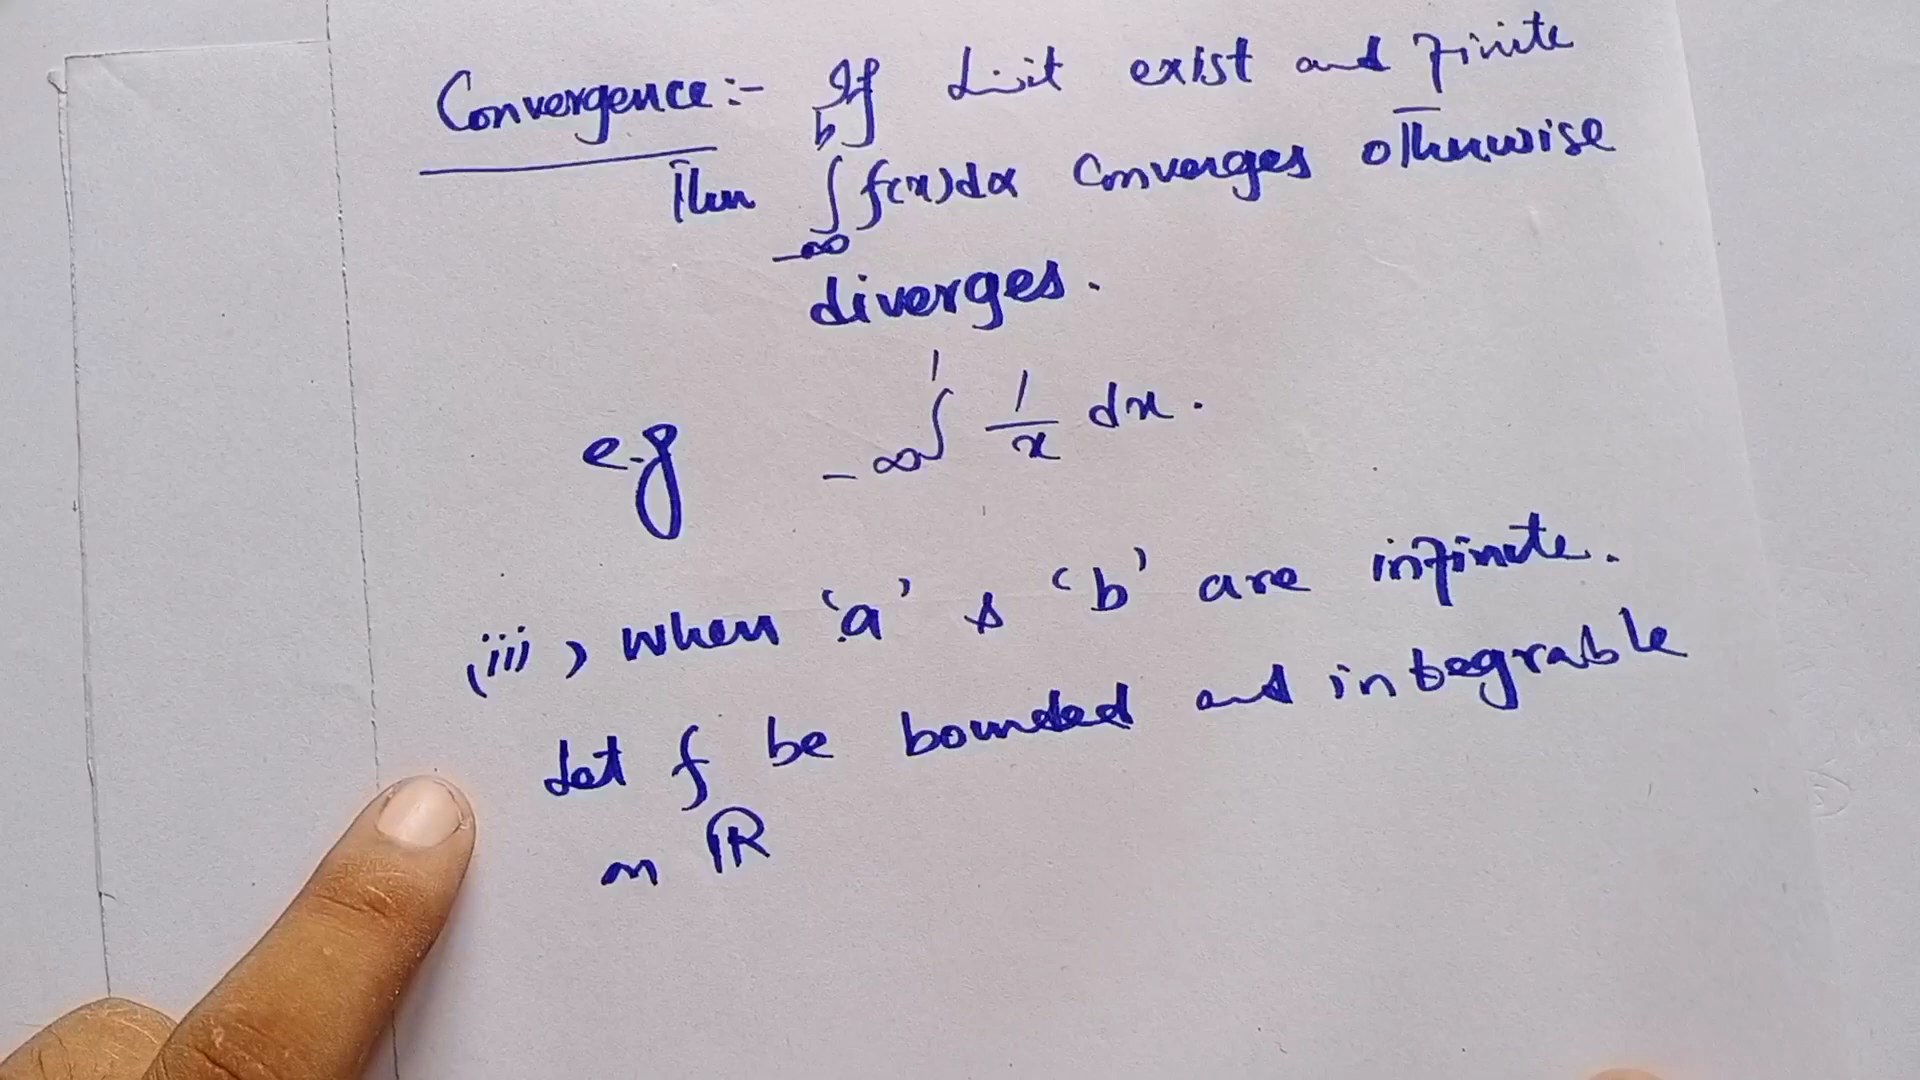 Convergence:- If Limit exist and finite
Then ∫_{-∞}^{b} f(x)dx Converges otherwise
diverges.
e.g ∫_{-∞}^{1} 1/x dx.
(iii) when 'a' & 'b' are infinite.
Let f be bounded and integrable
on ℝ